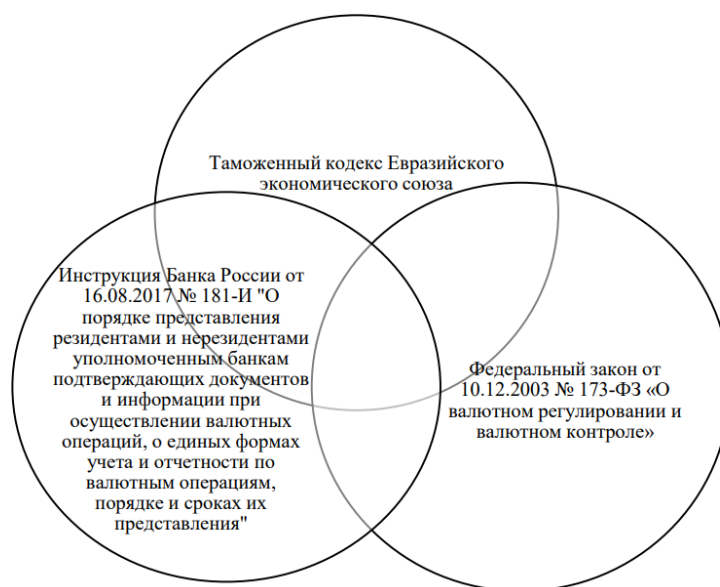 Таможенный кодекс Евразийского
экономического союза
Инструкция Банка России от
16.08.2017 № 181-И "О
порядке представления
резидентами и нерезидентами
уполномоченным банкам
подтверждающих документов
и информации при
осуществлении валютных
операций, о единых формах
учета и отчетности по
валютным операциям,
порядке и сроках их
представления"
Федеральный закон от
10.12.2003 № 173-ФЗ «О
валютном регулировании и
валютном контроле»